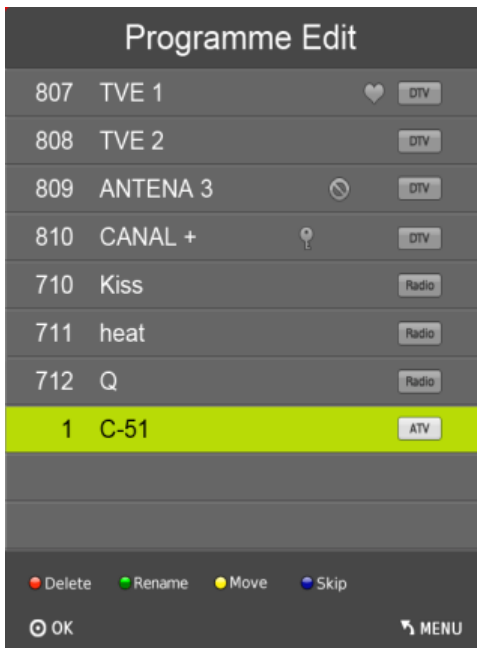 Programme Edit
807 TVE 1 DTV
808 TVE 2 DTV
809 ANTENA 3 DTV
810 CANAL + DTV
710 Kiss Radio
711 heat Radio
712 Q Radio
1 C-51 ATV
Delete Rename Move Skip
OK MENU